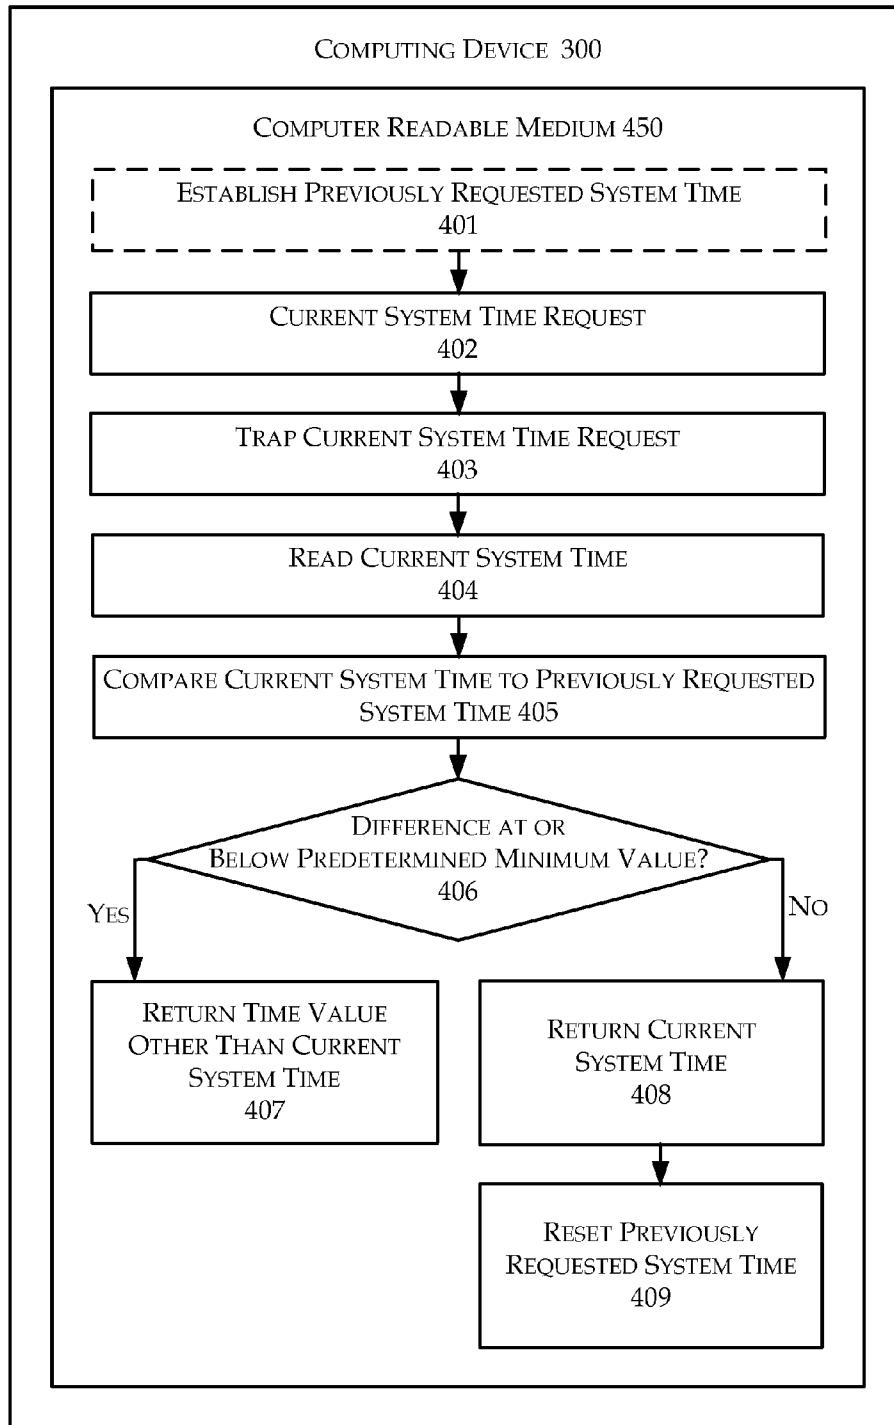 COMPUTING DEVICE 300
COMPUTER READABLE MEDIUM 450
ESTABLISH PREVIOUSLY REQUESTED SYSTEM TIME
401
CURRENT SYSTEM TIME REQUEST
402
TRAP CURRENT SYSTEM TIME REQUEST
403
READ CURRENT SYSTEM TIME
404
COMPARE CURRENT SYSTEM TIME TO PREVIOUSLY REQUESTED
SYSTEM TIME 405
DIFFERENCE AT OR
BELOW PREDETERMINED MINIMUM VALUE?
406
YES
NO
RETURN TIME VALUE
OTHER THAN CURRENT
SYSTEM TIME
407
RETURN CURRENT
SYSTEM TIME
408
RESET PREVIOUSLY
REQUESTED SYSTEM TIME
409